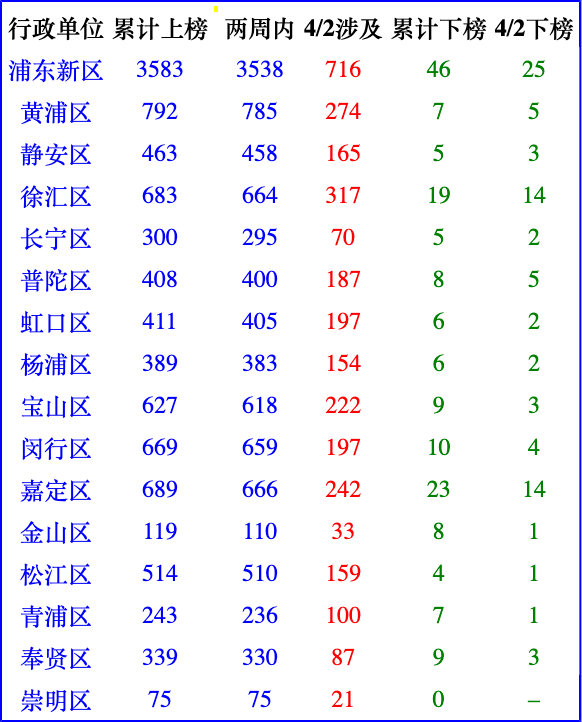 行政单位 累计上榜 两周内 4/2涉及 累计下榜 4/2下榜
浦东新区 3583 3538 716 46 25
黄浦区 792 785 274 7 5
静安区 463 458 165 5 3
徐汇区 683 664 317 19 14
长宁区 300 295 70 5 2
普陀区 408 400 187 8 5
虹口区 411 405 197 6 2
杨浦区 389 383 154 6 2
宝山区 627 618 222 9 3
闵行区 669 659 197 10 4
嘉定区 689 666 242 23 14
金山区 119 110 33 8 1
松江区 514 510 159 4 1
青浦区 243 236 100 7 1
奉贤区 339 330 87 9 3
崇明区 75 75 21 0 –